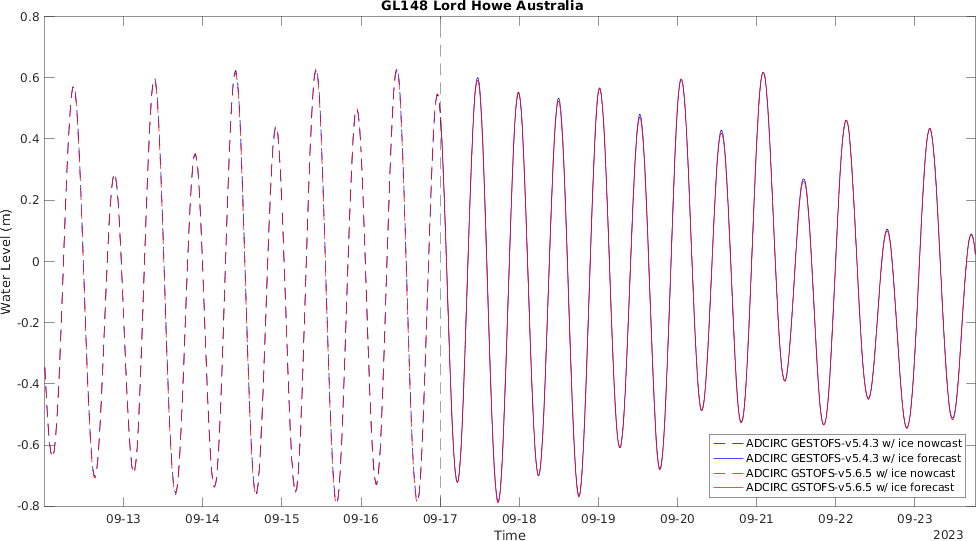 GL148 Lord Howe Australia
Water Level (m)
0.8
0.6
0.4
0.2
0
-0.2
-0.4
-0.6
-0.8
ADCIRC GESTOFS-v5.4.3 w/ ice nowcast
ADCIRC GESTOFS-v5.4.3 w/ ice forecast
ADCIRC GSTOFS-v5.6.5 w/ ice nowcast
ADCIRC GSTOFS-v5.6.5 w/ ice forecast
09-13 09-14 09-15 09-16 09-17 09-18 09-19 09-20 09-21 09-22 09-23
Time
2023